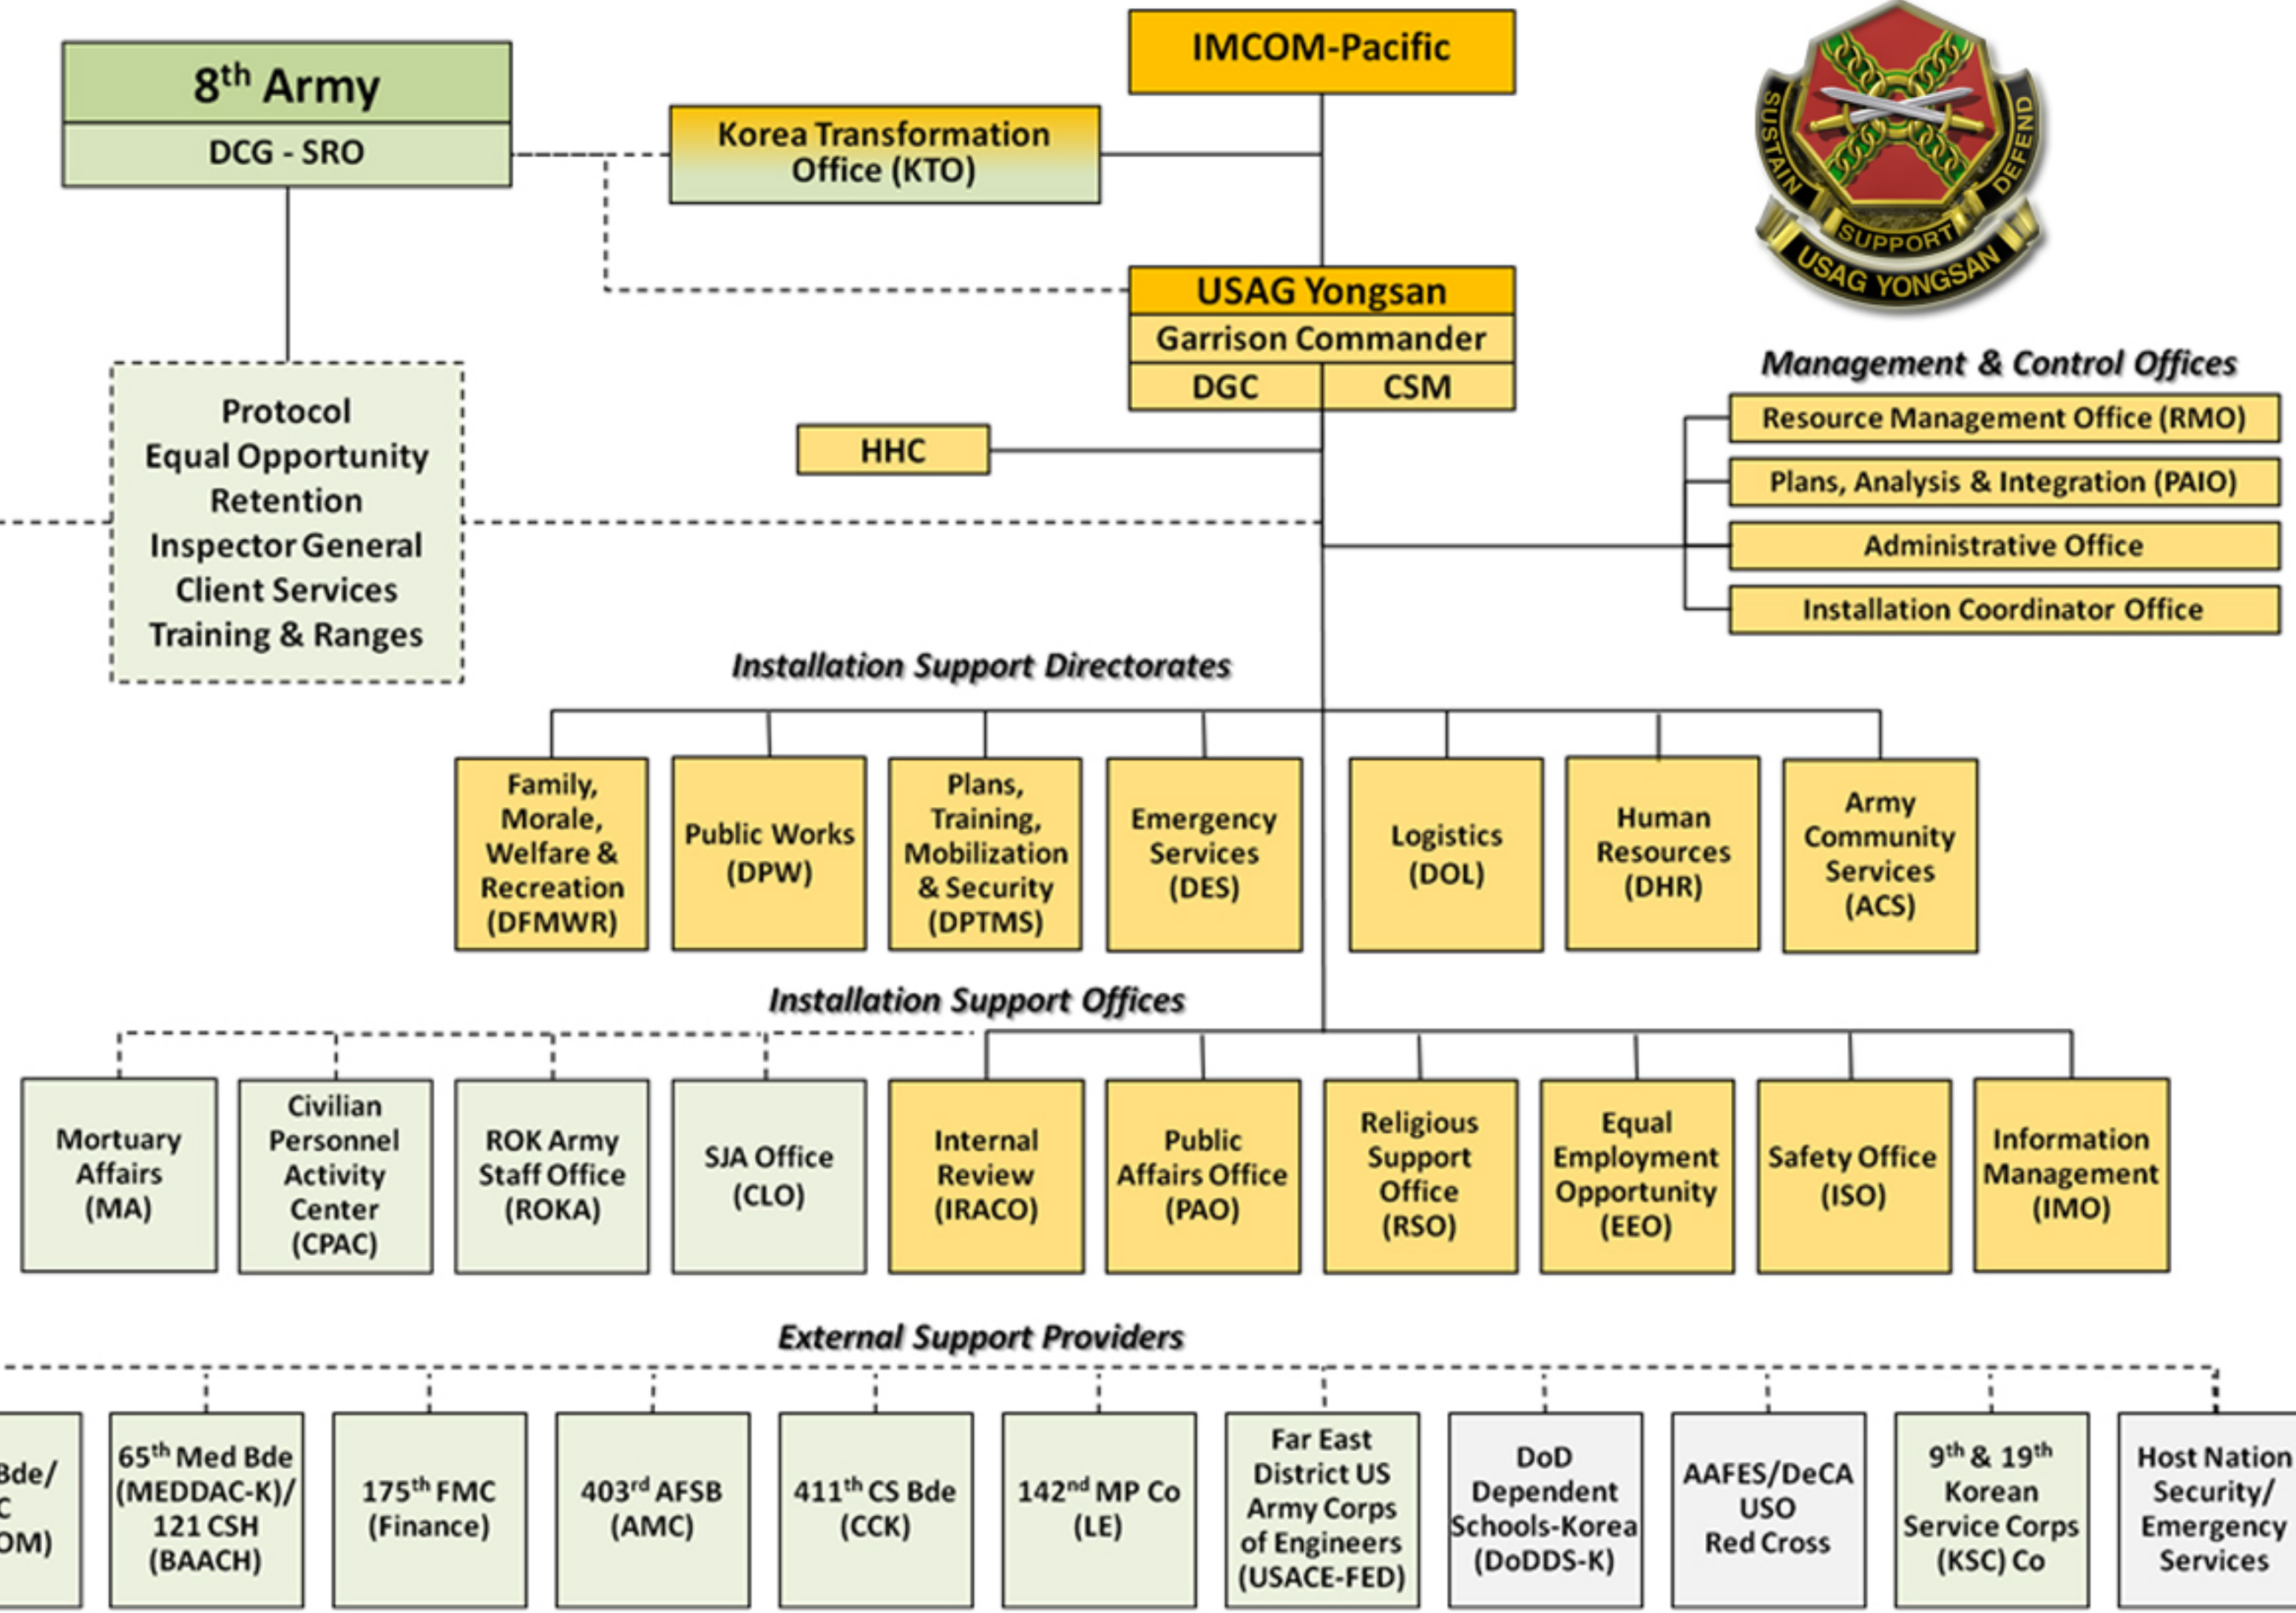 8th Army
DCG - SRO
IMCOM-Pacific
Korea Transformation
Office (KTO)
SUSTAIN
DEFEND
SUPPORT
USAG YONGSAN
USAG Yongsan
Garrison Commander
DGC
CSM
HHC
Protocol
Equal Opportunity
Retention
Inspector General
Client Services
Training & Ranges
Management & Control Offices
Resource Management Office (RMO)
Plans, Analysis & Integration (PAIO)
Administrative Office
Installation Coordinator Office
Installation Support Directorates
Family,
Morale,
Welfare &
Recreation
(DFMWR)
Public Works
(DPW)
Plans,
Training,
Mobilization
& Security
(DPTMS)
Emergency
Services
(DES)
Logistics
(DOL)
Human
Resources
(DHR)
Army
Community
Services
(ACS)
Installation Support Offices
Mortuary
Affairs
(MA)
Civilian
Personnel
Activity
Center
(CPAC)
ROK Army
Staff Office
(ROKA)
SJA Office
(CLO)
Internal
Review
(IRACO)
Public
Affairs Office
(PAO)
Religious
Support
Office
(RSO)
Equal
Employment
Opportunity
(EEO)
Safety Office
(ISO)
Information
Management
(IMO)
External Support Providers
Bde/
C
OM)
65th Med Bde
(MEDDAC-K)/
121 CSH
(BAACH)
175th FMC
(Finance)
403rd AFSB
(AMC)
411th CS Bde
(CCK)
142nd MP Co
(LE)
Far East
District US
Army Corps
of Engineers
(USACE-FED)
DoD
Dependent
Schools-Korea
(DoDDS-K)
AAFES/DeCA
USO
Red Cross
9th & 19th
Korean
Service Corps
(KSC) Co
Host Nation
Security/
Emergency
Services